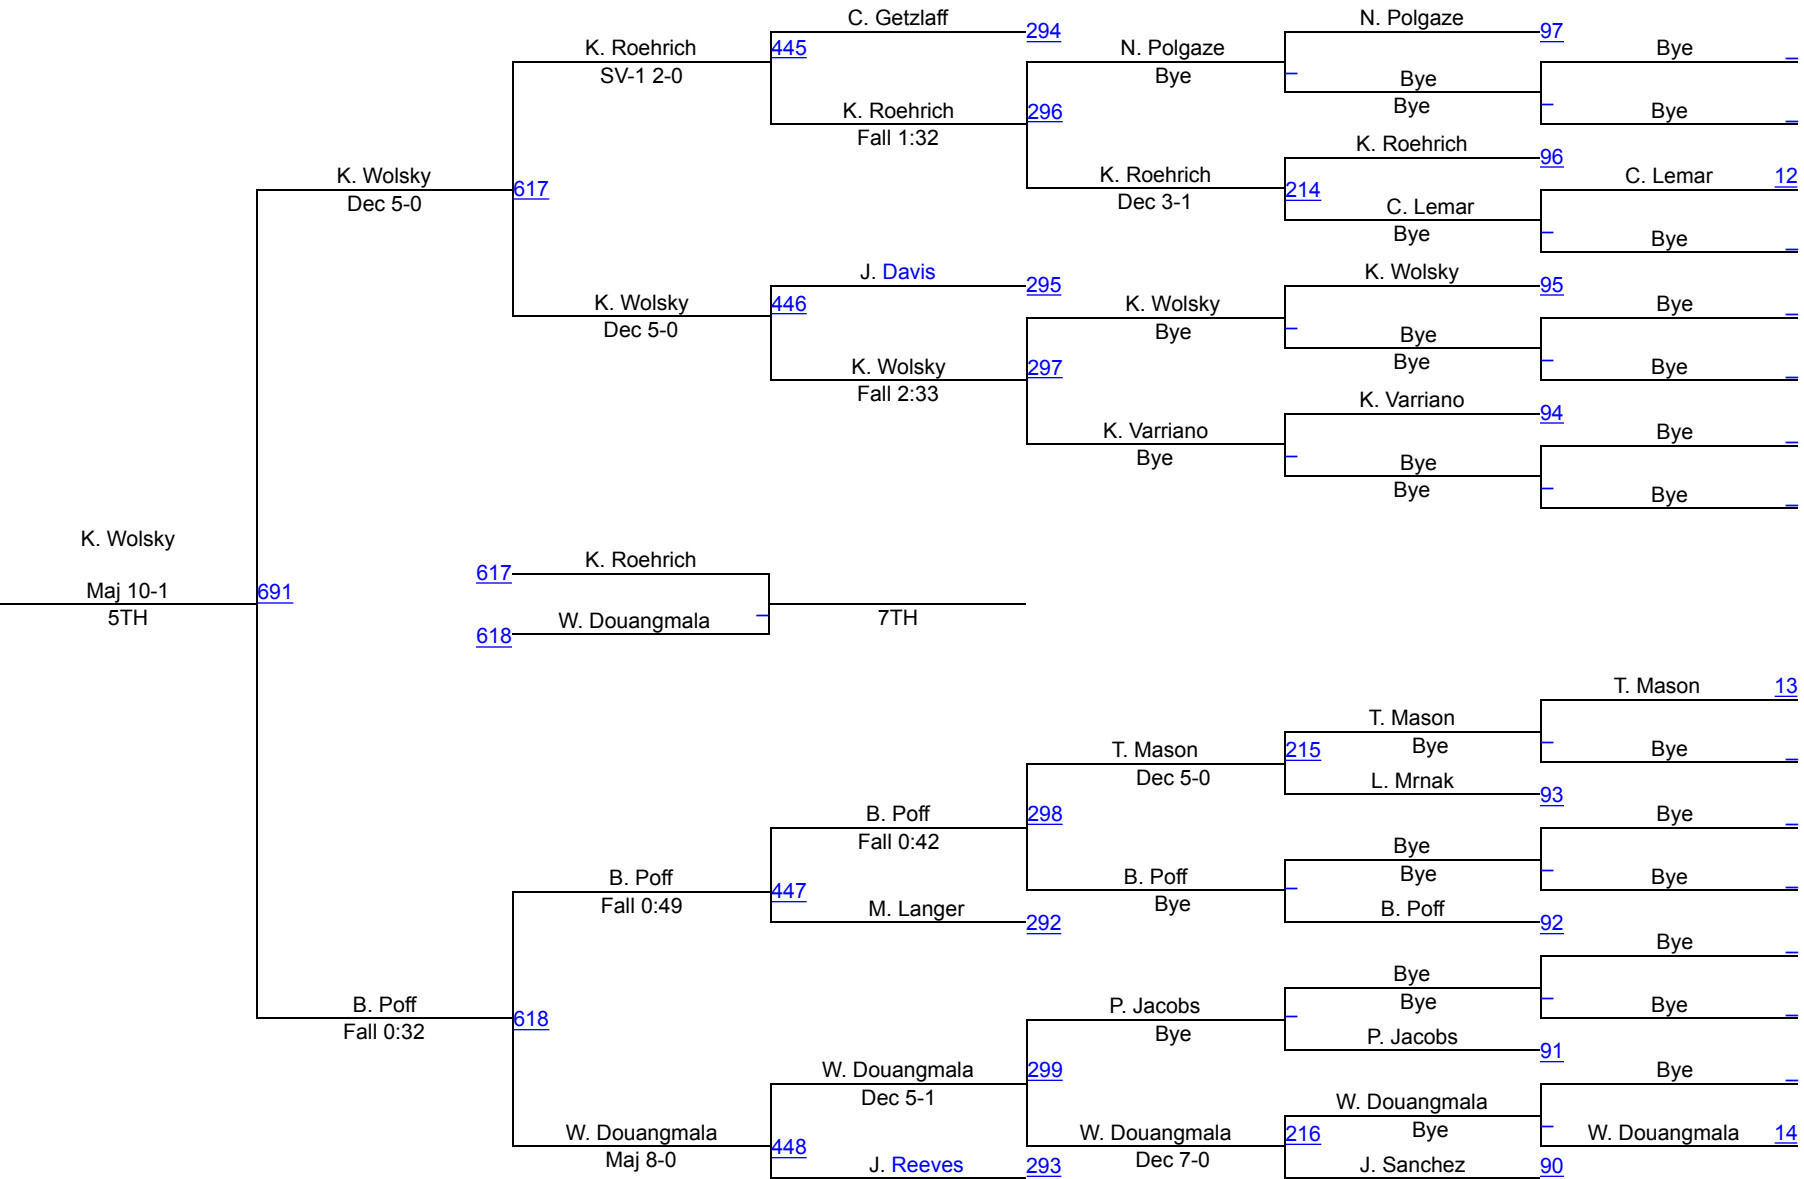 C. Getzlaff
294
N. Polgaze
97
K. Roehrich
SV-1 2-0
445
N. Polgaze
Bye
Bye
Bye
Bye
K. Roehrich
Fall 1:32
296
Bye
K. Roehrich
96
K. Wolsky
Dec 5-0
617
K. Roehrich
Dec 3-1
214
C. Lemar
Bye
C. Lemar
12
Bye
J. Davis
295
K. Wolsky
95
K. Wolsky
Dec 5-0
446
K. Wolsky
Bye
Bye
Bye
Bye
K. Wolsky
Fall 2:33
297
Bye
K. Varriano
94
K. Varriano
Bye
Bye
Bye
Bye
Bye
K. Wolsky
Maj 10-1
5TH
691
617
K. Roehrich
618
W. Douangmala
7TH
T. Mason
13
T. Mason
Bye
T. Mason
Dec 5-0
215
Bye
L. Mrnak
93
B. Poff
Fall 0:42
298
Bye
Bye
Bye
B. Poff
Fall 0:49
447
B. Poff
Bye
Bye
M. Langer
292
B. Poff
92
Bye
Bye
Bye
B. Poff
Fall 0:32
618
P. Jacobs
Bye
Bye
P. Jacobs
91
W. Douangmala
Dec 5-1
299
Bye
W. Douangmala
Bye
W. Douangmala
Maj 8-0
448
W. Douangmala
Dec 7-0
216
W. Douangmala
14
J. Reeves
293
J. Sanchez
90